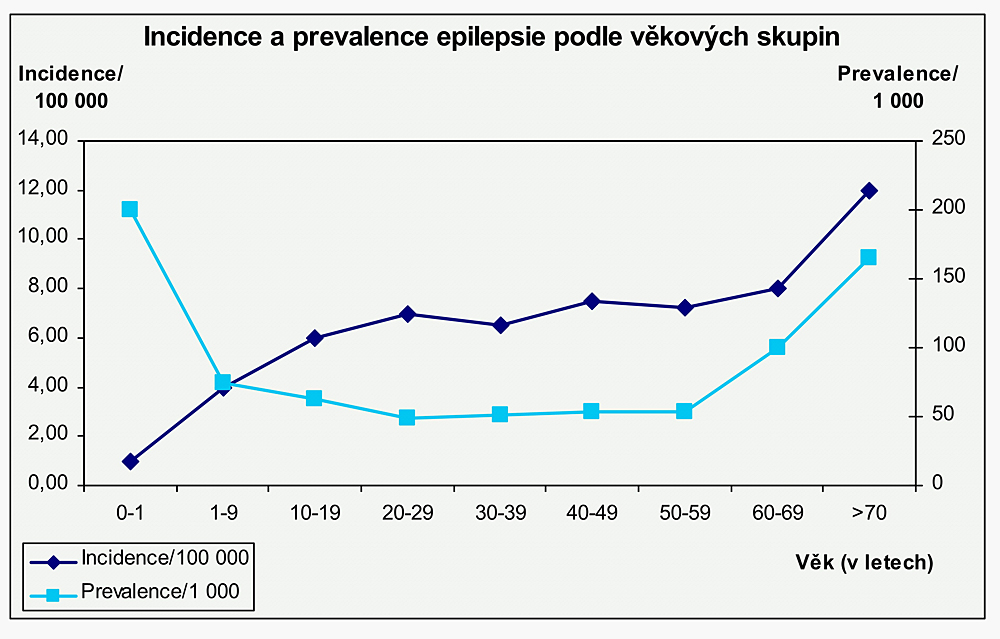 Incidence a prevalence epilepsie podle věkových skupin
Incidence/
100 000
Prevalence/
1 000
14,00
12,00
10,00
8,00
6,00
4,00
2,00
0,00
250
200
150
100
50
0
0-1 1-9 10-19 20-29 30-39 40-49 50-59 60-69 >70
Věk (v letech)
Incidence/100 000
Prevalence/1 000